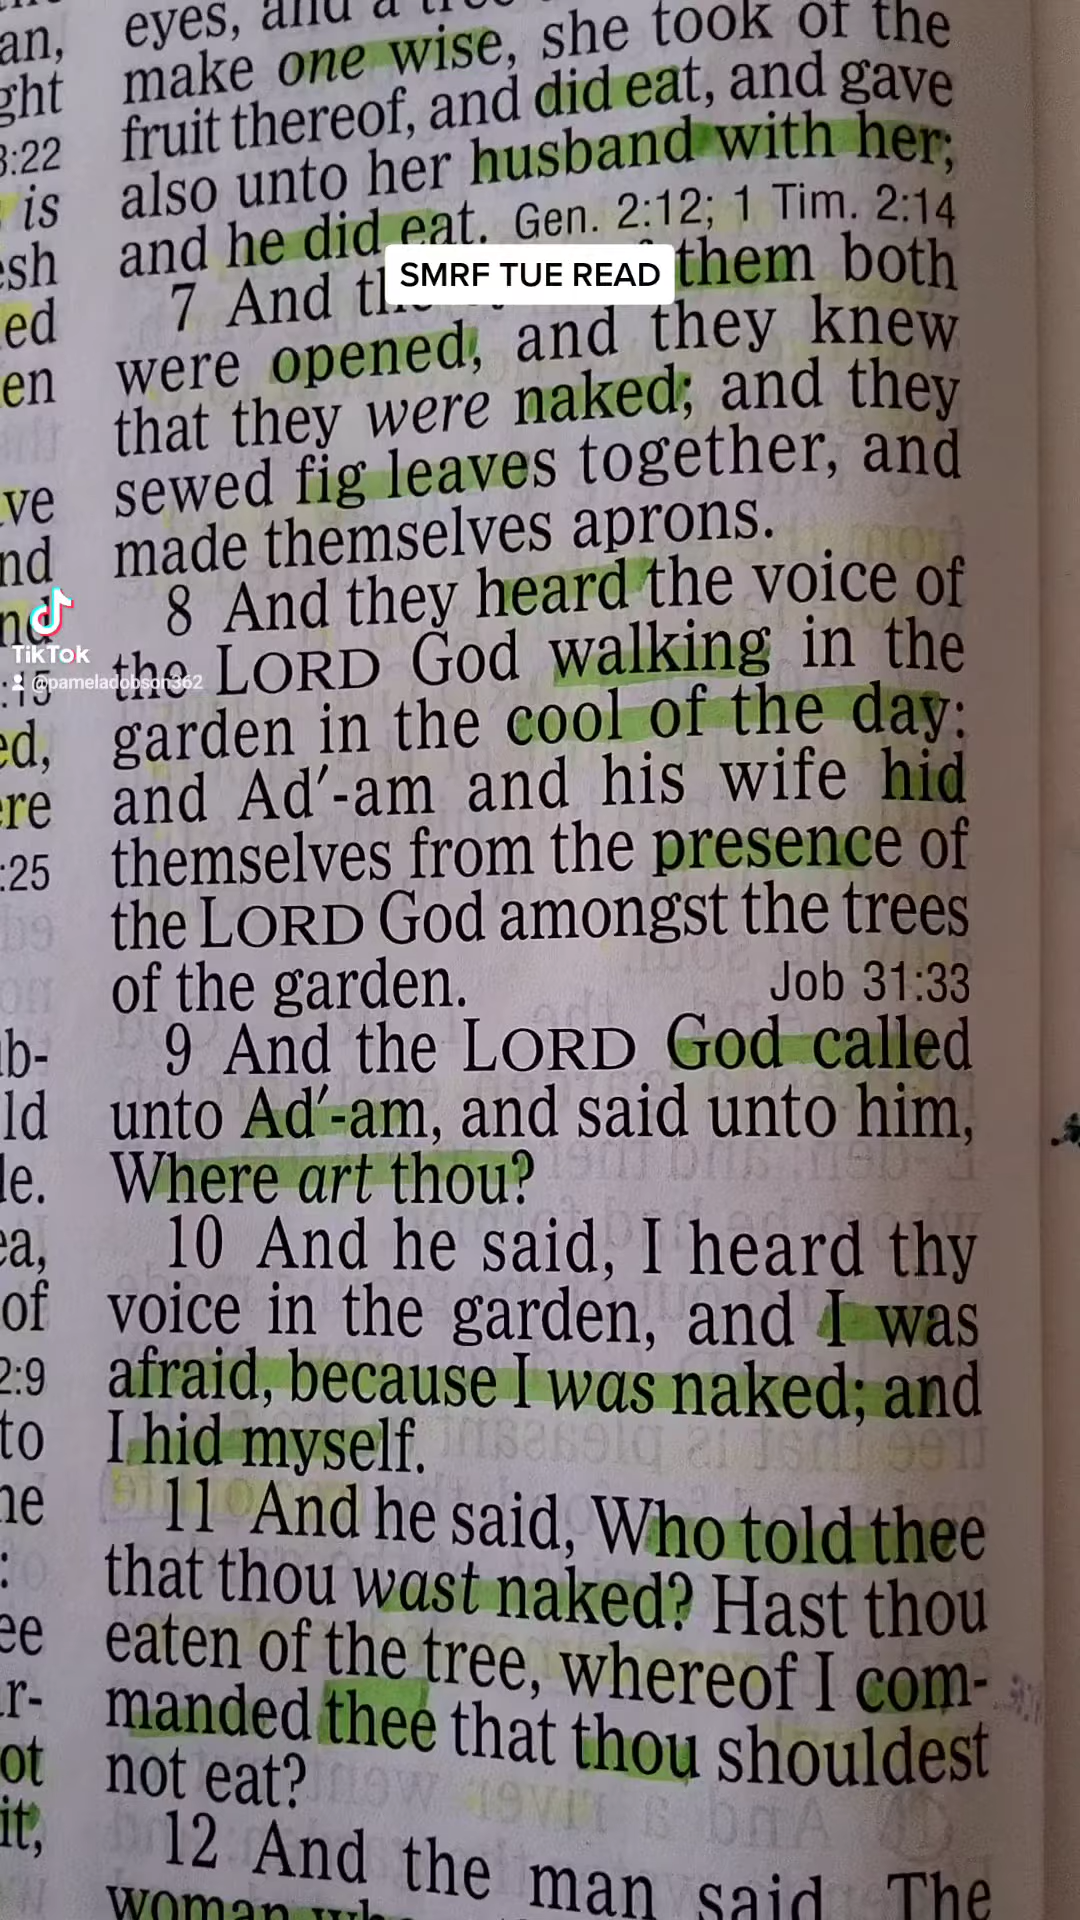 eyes, and a tree
make one wise, she took of the
fruit thereof, and did eat, and gave
also unto her husband with her;
and he did eat. Gen. 2:12; 1 Tim. 2:14
SMRF TUE READ
7 And them both
were opened, and they knew
that they were naked; and they
sewed fig leaves together, and
made themselves aprons.
8 And they heard the voice of
the LORD God walking in the
garden in the cool of the day:
and Ad′-am and his wife hid
themselves from the presence of
the LORD God amongst the trees
of the garden. Job 31:33
9 And the LORD God called
unto Ad′-am, and said unto him,
Where art thou?
10 And he said, I heard thy
voice in the garden, and I was
afraid, because I was naked; and
I hid myself.
11 And he said, Who told thee
that thou wast naked? Hast thou
eaten of the tree, whereof I com-
manded thee that thou shouldest
not eat?
12 And the man said, The
woman
an,
ght
3:22
is
sh
ed
en
ve
nd
nd
TikTok
@pameladobson362
:15
ed,
ere
:25
b-
ld
le.
ea,
of
2:9
to
he
:
ee
r-
ot
it,